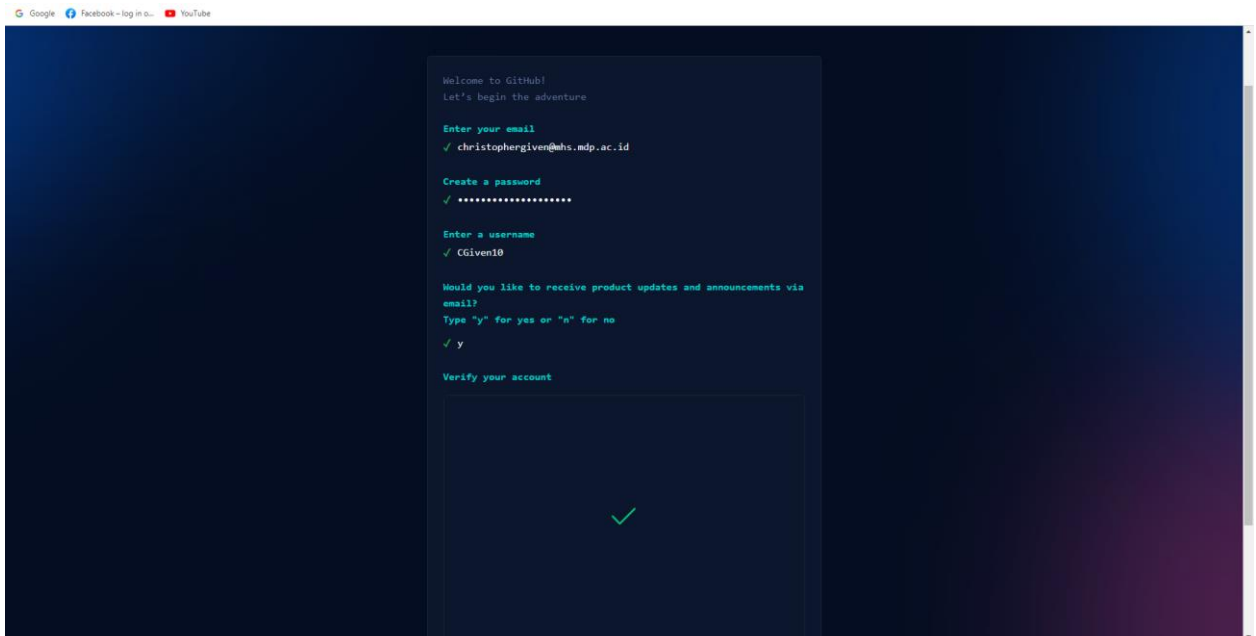 Google Facebook – log in o... YouTube
Welcome to GitHub!
Let's begin the adventure
Enter your email
✓ christophergiven@mhs.mdp.ac.id
Create a password
✓ ••••••••••••••••••••
Enter a username
✓ CGiven10
Would you like to receive product updates and announcements via
email?
Type "y" for yes or "n" for no
✓ y
Verify your account